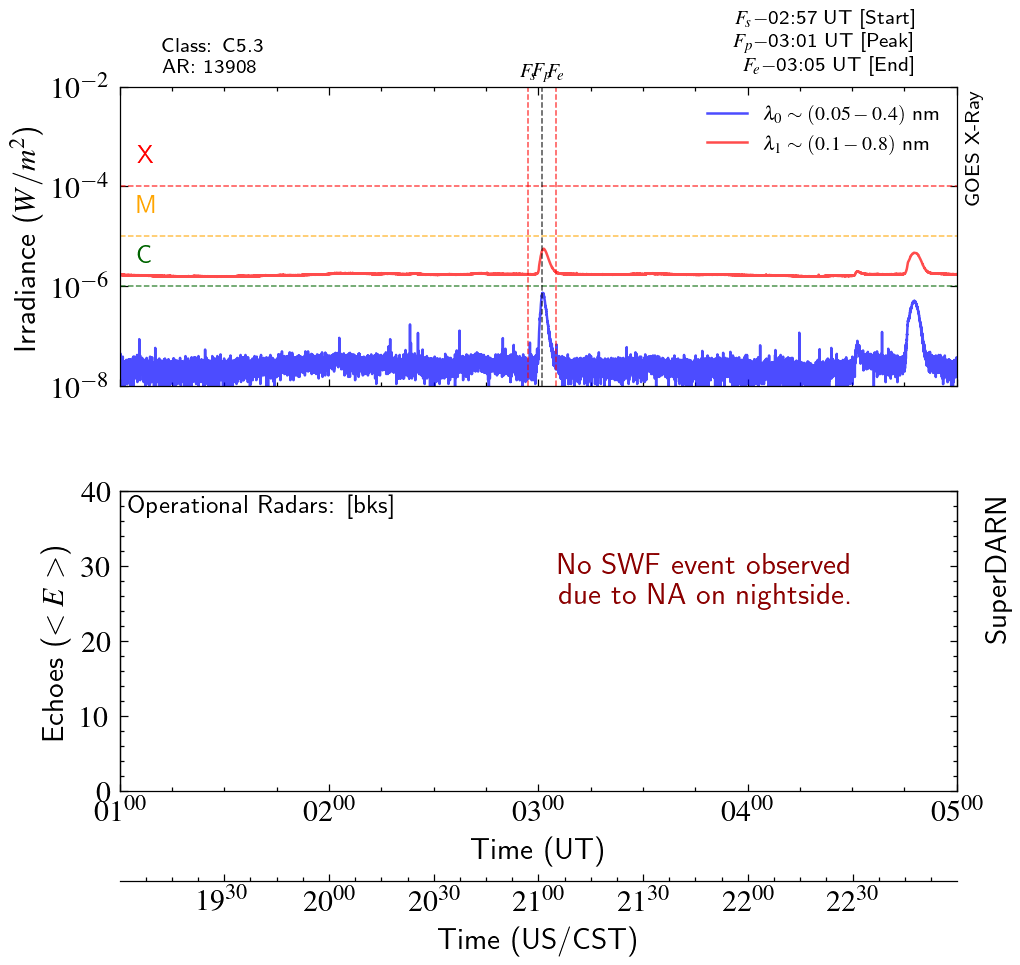 F_s−02:57 UT [Start]
Class: C5.3
F_p−03:01 UT [Peak]
AR: 13908
F_e−03:05 UT [End]
F_s F_p F_e
10^−2
λ_0 ∼ (0.05 − 0.4) nm
λ_1 ∼ (0.1 − 0.8) nm
GOES X-Ray
X
10^−4
M
C
10^−6
10^−8
Irradiance (W/m^2)
40
Operational Radars: [bks]
30
No SWF event observed
due to NA on nightside.
20
10
0
Echoes (< E >)
SuperDARN
01^00 02^00 03^00 04^00 05^00
Time (UT)
19^30 20^00 20^30 21^00 21^30 22^00 22^30
Time (US/CST)